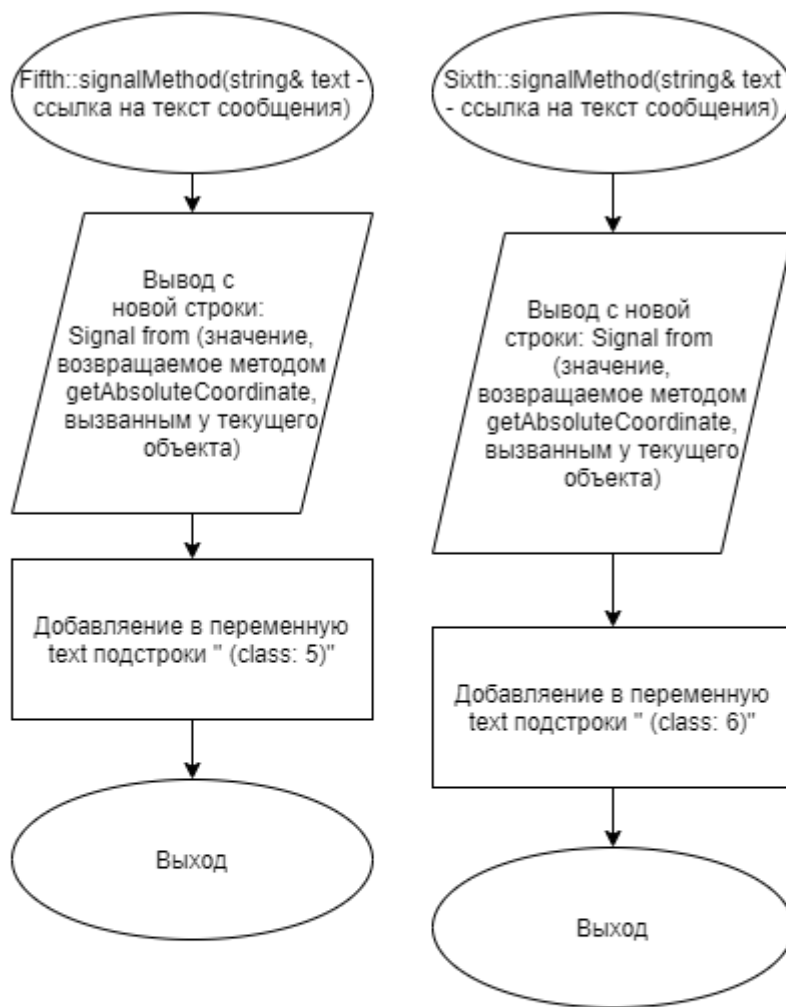 Fifth::signalMethod(string& text -
ссылка на текст сообщения)
Вывод с
новой строки:
Signal from (значение,
возвращаемое методом
getAbsoluteCoordinate,
вызванным у текущего
объекта)
Добавляение в переменную
text подстроки " (class: 5)"
Выход
Sixth::signalMethod(string& text
- ссылка на текст сообщения)
Вывод с новой
строки: Signal from
(значение,
возвращаемое методом
getAbsoluteCoordinate,
вызванным у текущего
объекта)
Добавляение в переменную
text подстроки " (class: 6)"
Выход